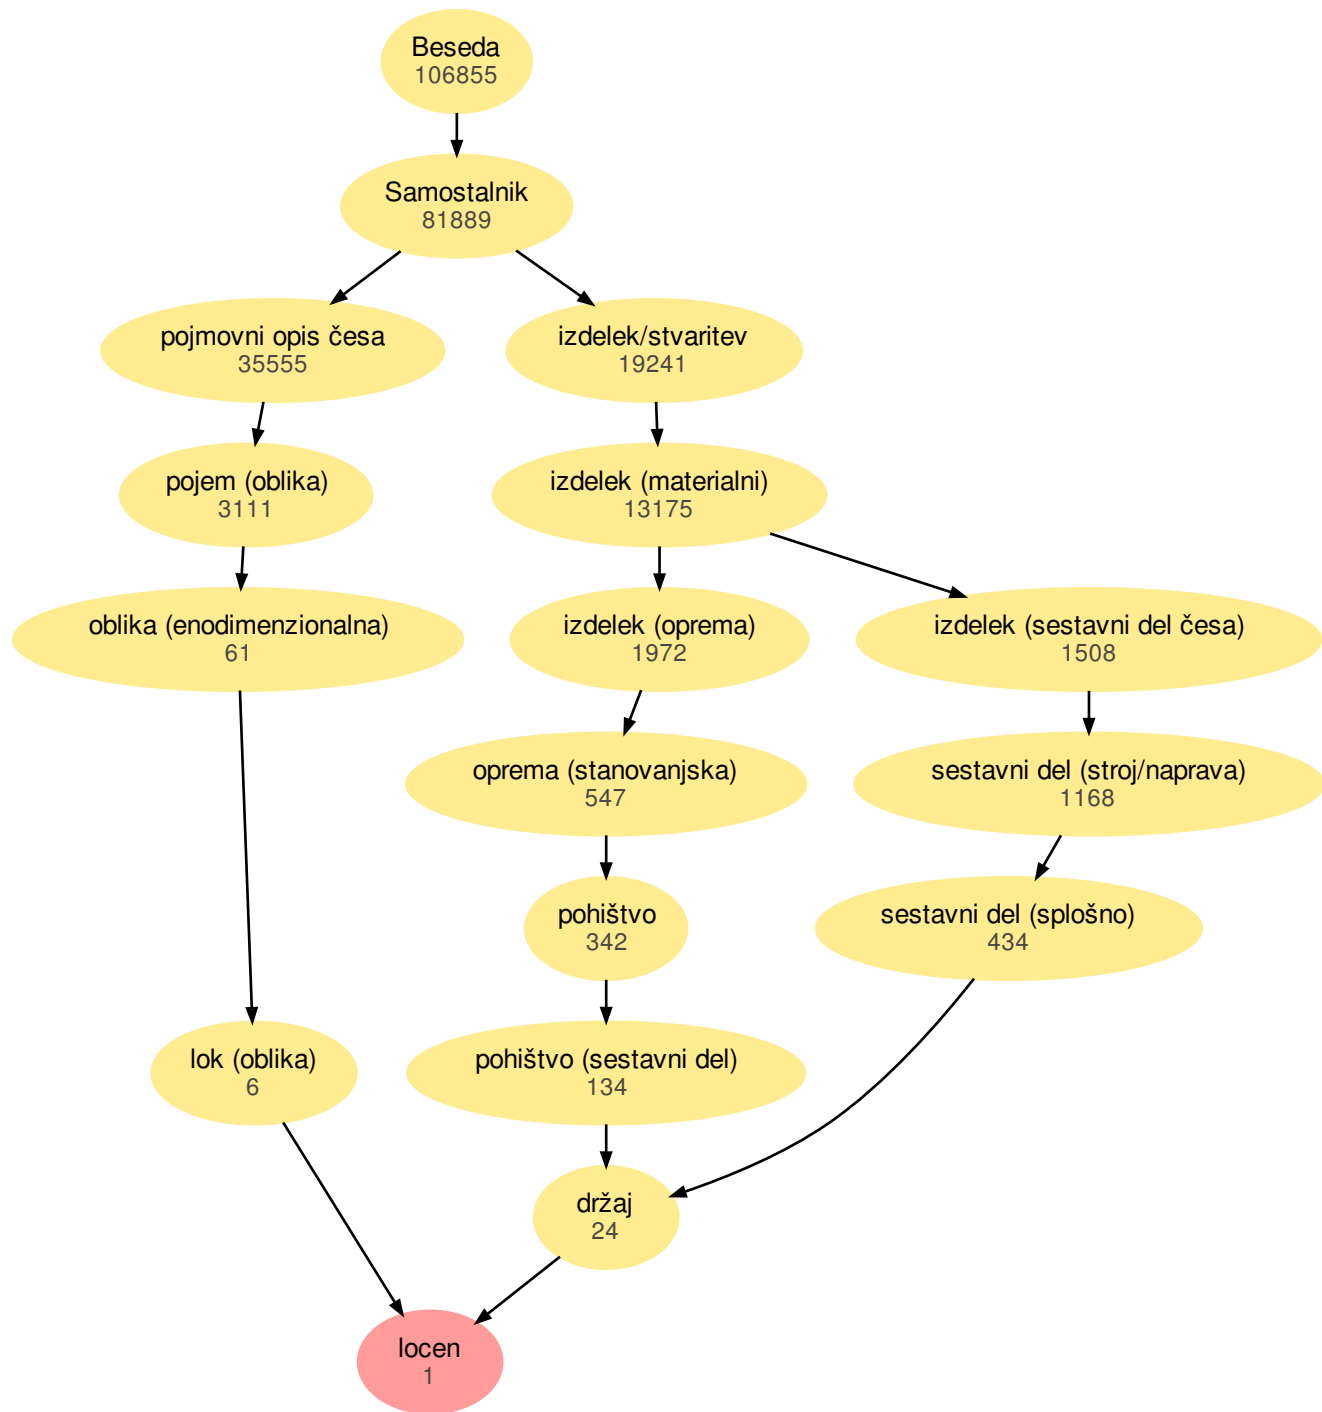 Beseda
106855
Samostalnik
81889
pojmovni opis česa
35555
izdelek/stvaritev
19241
pojem (oblika)
3111
izdelek (materialni)
13175
oblika (enodimenzionalna)
61
izdelek (oprema)
1972
izdelek (sestavni del česa)
1508
oprema (stanovanjska)
547
sestavni del (stroj/naprava)
1168
pohištvo
342
sestavni del (splošno)
434
lok (oblika)
6
pohištvo (sestavni del)
134
držaj
24
locen
1